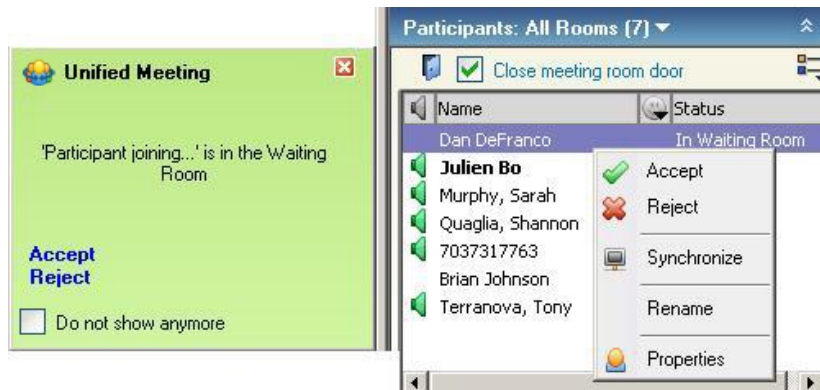 Unified Meeting
'Participant joining...' is in the Waiting
Room
Accept
Reject
Do not show anymore
Participants: All Rooms (7)
Close meeting room door
Name Status
Dan DeFranco In Waiting Room
Julien Bo
Murphy, Sarah
Quaglia, Shannon
7037317763
Brian Johnson
Terranova, Tony
Accept
Reject
Synchronize
Rename
Properties